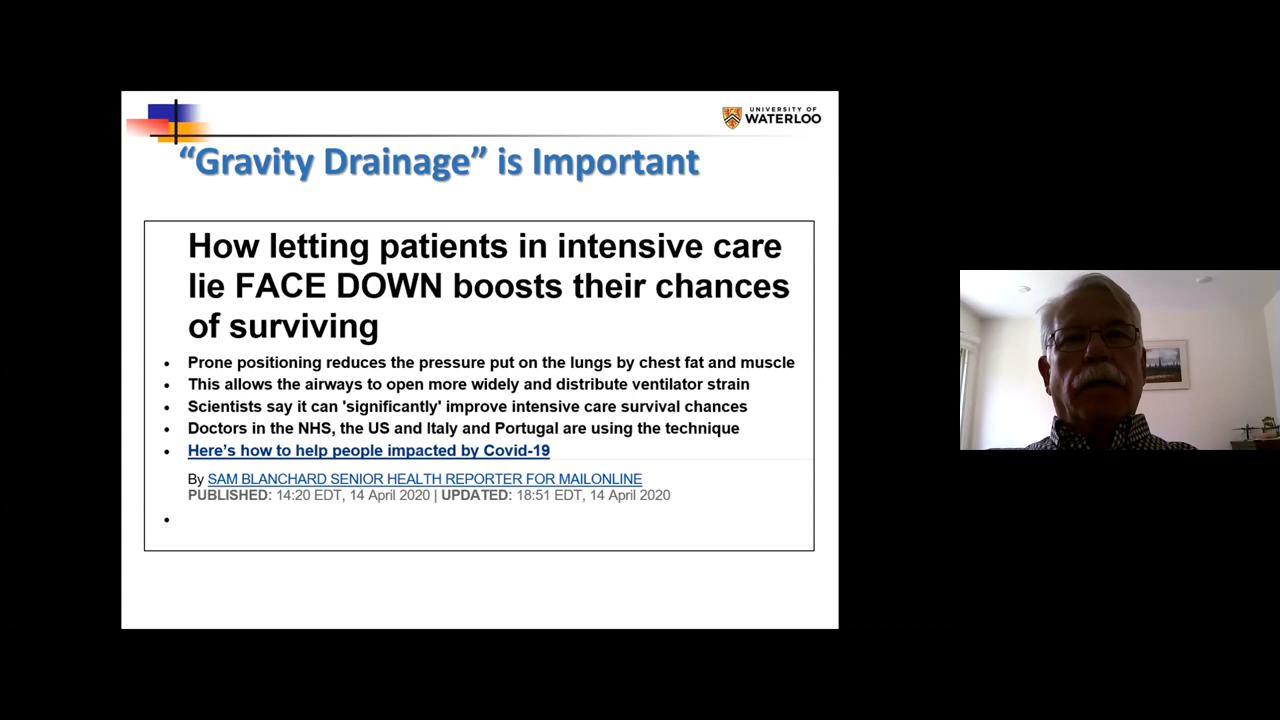 UNIVERSITY OF
WATERLOO
“Gravity Drainage” is Important
How letting patients in intensive care
lie FACE DOWN boosts their chances
of surviving
• Prone positioning reduces the pressure put on the lungs by chest fat and muscle
• This allows the airways to open more widely and distribute ventilator strain
• Scientists say it can 'significantly' improve intensive care survival chances
• Doctors in the NHS, the US and Italy and Portugal are using the technique
• Here’s how to help people impacted by Covid-19
By SAM BLANCHARD SENIOR HEALTH REPORTER FOR MAILONLINE
PUBLISHED: 14:20 EDT, 14 April 2020 | UPDATED: 18:51 EDT, 14 April 2020
•